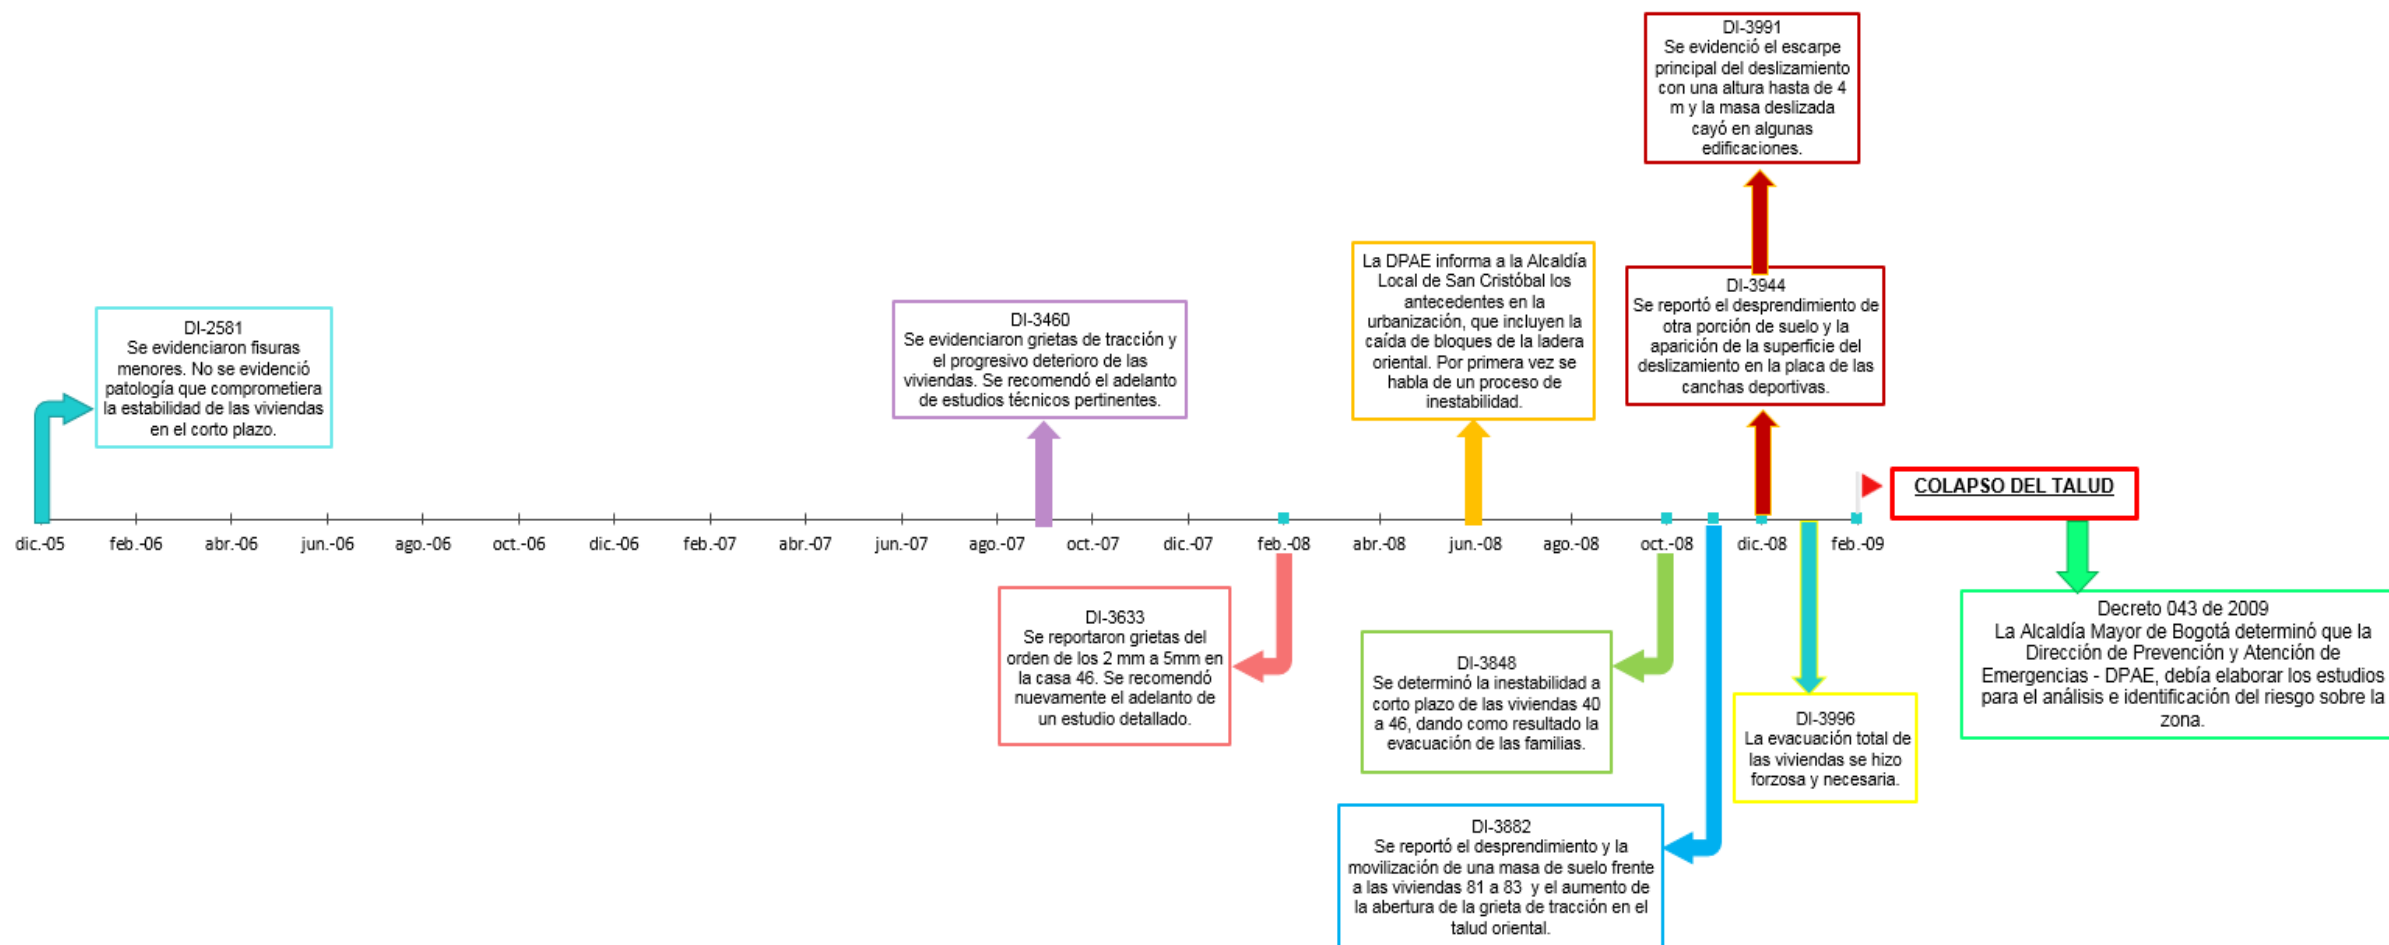 DI-3991
Se evidenció el escarpe
principal del deslizamiento
con una altura hasta de 4
m y la masa deslizada
cayó en algunas
edificaciones.
La DPAE informa a la Alcaldía
Local de San Cristóbal los
antecedentes en la
urbanización, que incluyen la
caída de bloques de la ladera
oriental. Por primera vez se
habla de un proceso de
inestabilidad.
DI-3944
Se reportó el desprendimiento de
otra porción de suelo y la
aparición de la superficie del
deslizamiento en la placa de las
canchas deportivas.
DI-2581
Se evidenciaron fisuras
menores. No se evidenció
patología que comprometiera
la estabilidad de las viviendas
en el corto plazo.
DI-3460
Se evidenciaron grietas de tracción y
el progresivo deterioro de las
viviendas. Se recomendó el adelanto
de estudios técnicos pertinentes.
COLAPSO DEL TALUD
dic.-05 feb.-06 abr.-06 jun.-06 ago.-06 oct.-06 dic.-06 feb.-07 abr.-07 jun.-07 ago.-07 oct.-07 dic.-07 feb.-08 abr.-08 jun.-08 ago.-08 oct.-08 dic.-08 feb.-09
DI-3633
Se reportaron grietas del
orden de los 2 mm a 5mm en
la casa 46. Se recomendó
nuevamente el adelanto de
un estudio detallado.
DI-3848
Se determinó la inestabilidad a
corto plazo de las viviendas 40
a 46, dando como resultado la
evacuación de las familias.
DI-3996
La evacuación total de
las viviendas se hizo
forzosa y necesaria.
Decreto 043 de 2009
La Alcaldía Mayor de Bogotá determinó que la
Dirección de Prevención y Atención de
Emergencias - DPAE, debía elaborar los estudios
para el análisis e identificación del riesgo sobre la
zona.
DI-3882
Se reportó el desprendimiento y la
movilización de una masa de suelo frente
a las viviendas 81 a 83 y el aumento de
la abertura de la grieta de tracción en el
talud oriental.